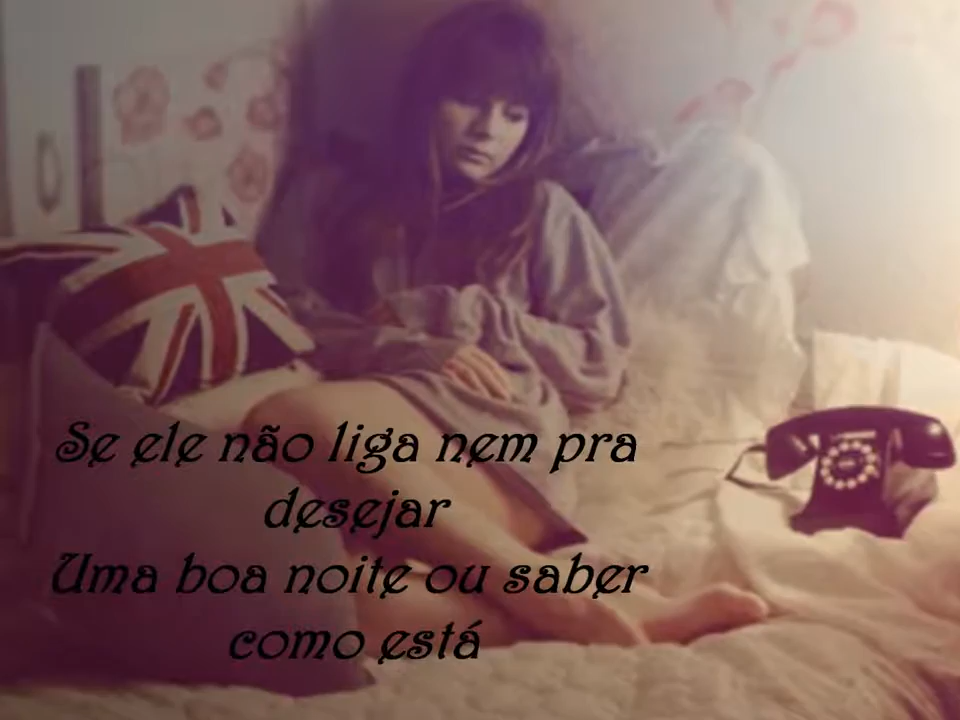 Se ele não liga nem pra
desejar
Uma boa noite ou saber
como está